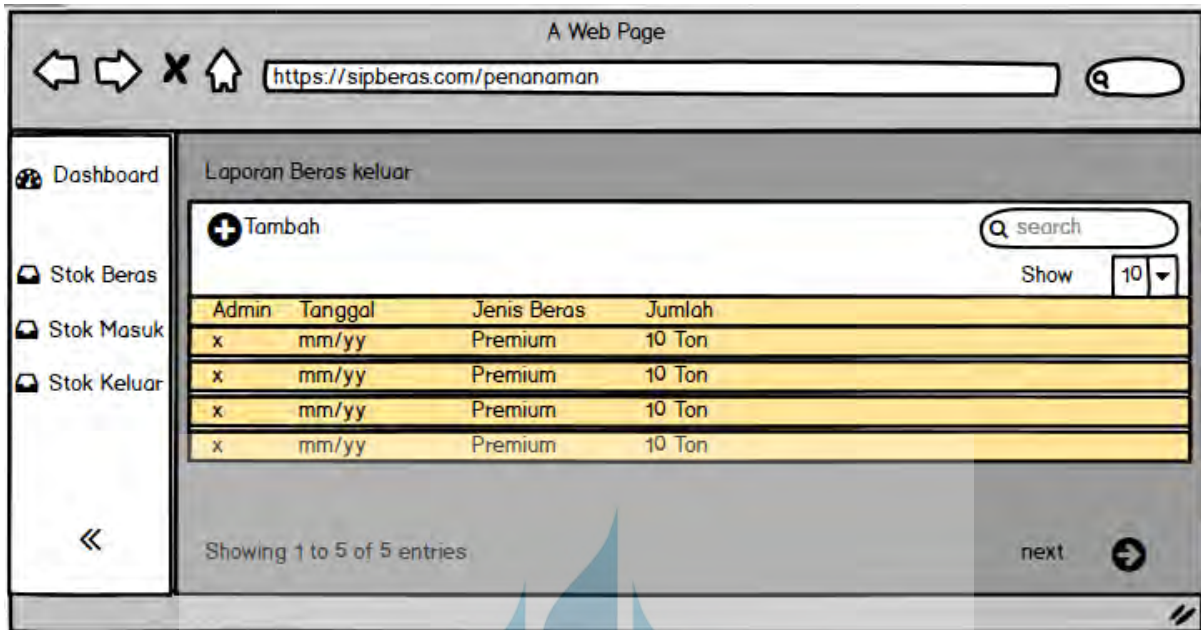 A Web Page
https://sipberas.com/penanaman
Dashboard
Stok Beras
Stok Masuk
Stok Keluar
Laporan Beras keluar
Tambah
search
Show 10
Admin Tanggal Jenis Beras Jumlah
x mm/yy Premium 10 Ton
x mm/yy Premium 10 Ton
x mm/yy Premium 10 Ton
x mm/yy Premium 10 Ton
Showing 1 to 5 of 5 entries
next